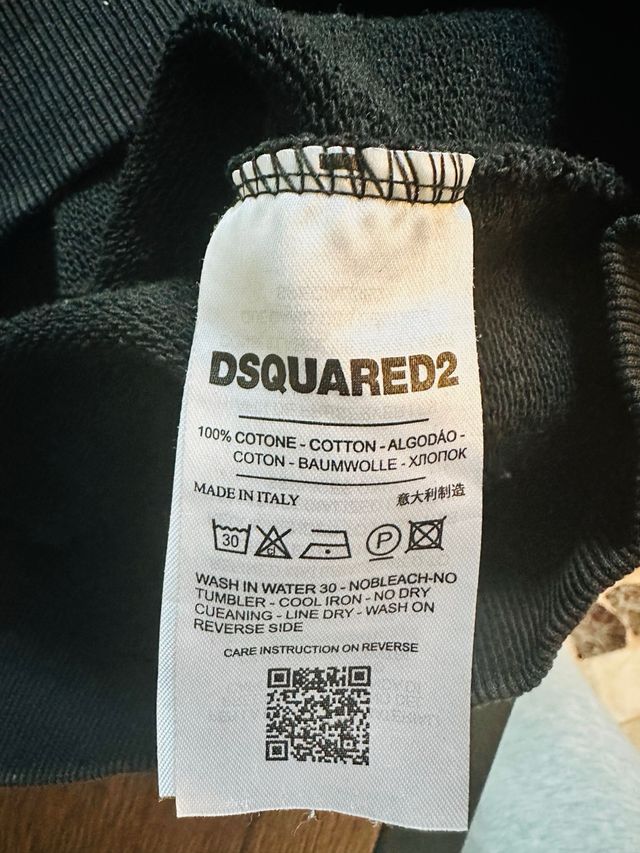 DSQUARED2
100% COTONE - COTTON - ALGODÁO -
COTON - BAUMWOLLE - ХЛОПОК
MADE IN ITALY 意大利制造
30 CL P
WASH IN WATER 30 - NOBLEACH-NO
TUMBLER - COOL IRON - NO DRY
CUEANING - LINE DRY - WASH ON
REVERSE SIDE
CARE INSTRUCTION ON REVERSE